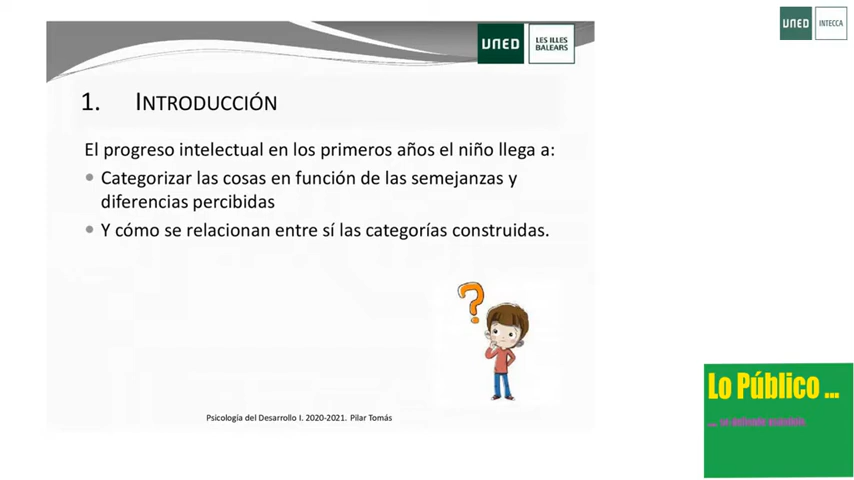 UNED
INTECCA
UNED
LES ILLES
BALEARS
1. INTRODUCCIÓN
El progreso intelectual en los primeros años el niño llega a:
Categorizar las cosas en función de las semejanzas y
diferencias percibidas
Y cómo se relacionan entre sí las categorías construidas.
?
Psicología del Desarrollo I. 2020-2021. Pilar Tomás
Lo Público ...